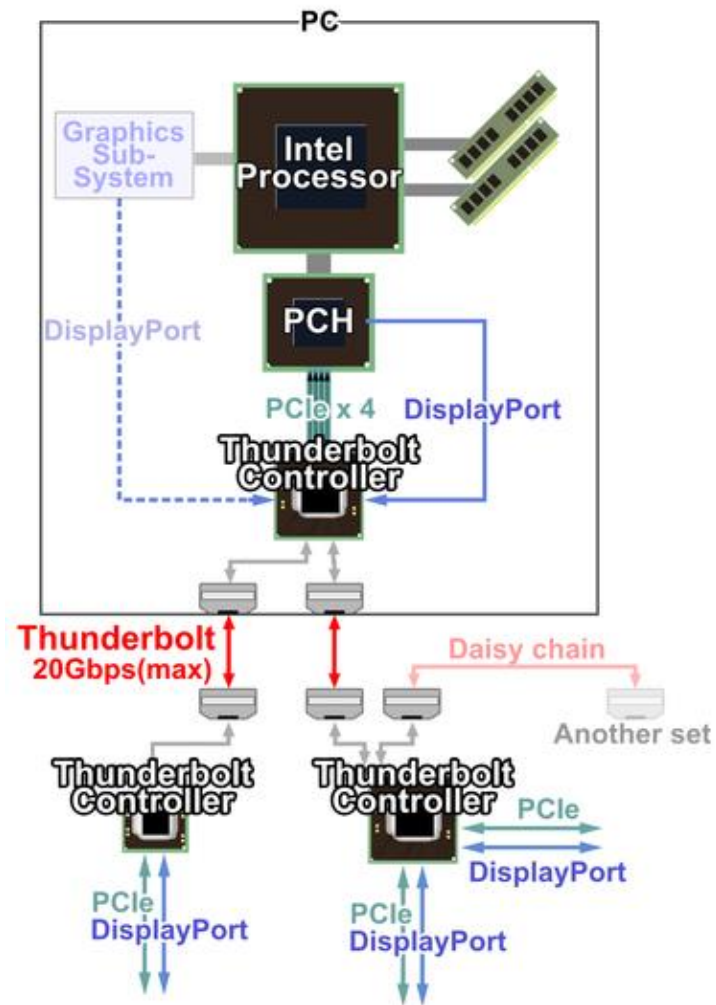 PC
Graphics
Sub-
System
Intel
Processor
DisplayPort
PCH
PCIe x 4
DisplayPort
Thunderbolt
Controller
Thunderbolt
20Gbps(max)
Daisy chain
Another set
Thunderbolt
Controller
Thunderbolt
Controller
PCIe
DisplayPort
PCIe
DisplayPort
PCIe
DisplayPort